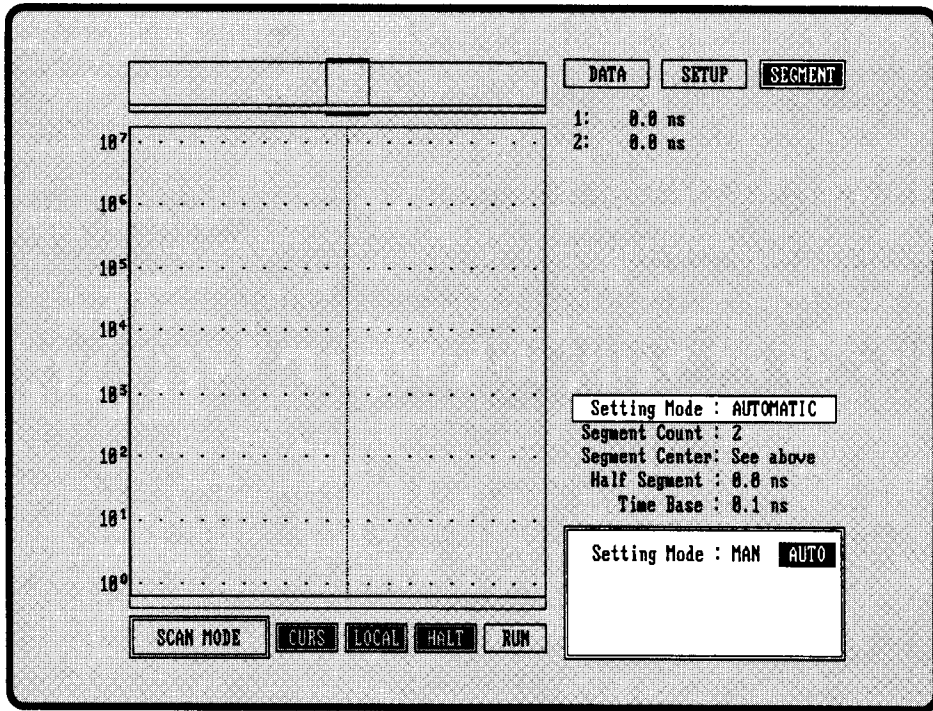 DATA SETUP SEGMENT
1: 0.0 ns
2: 0.0 ns
10⁷
10⁶
10⁵
10⁴
10³
10²
10¹
10⁰
Setting Mode : AUTOMATIC
Segment Count : 2
Segment Center: See above
Half Segment : 0.0 ns
Time Base : 0.1 ns
Setting Mode : MAN AUTO
SCAN MODE CURS LOCAL HALT RUN